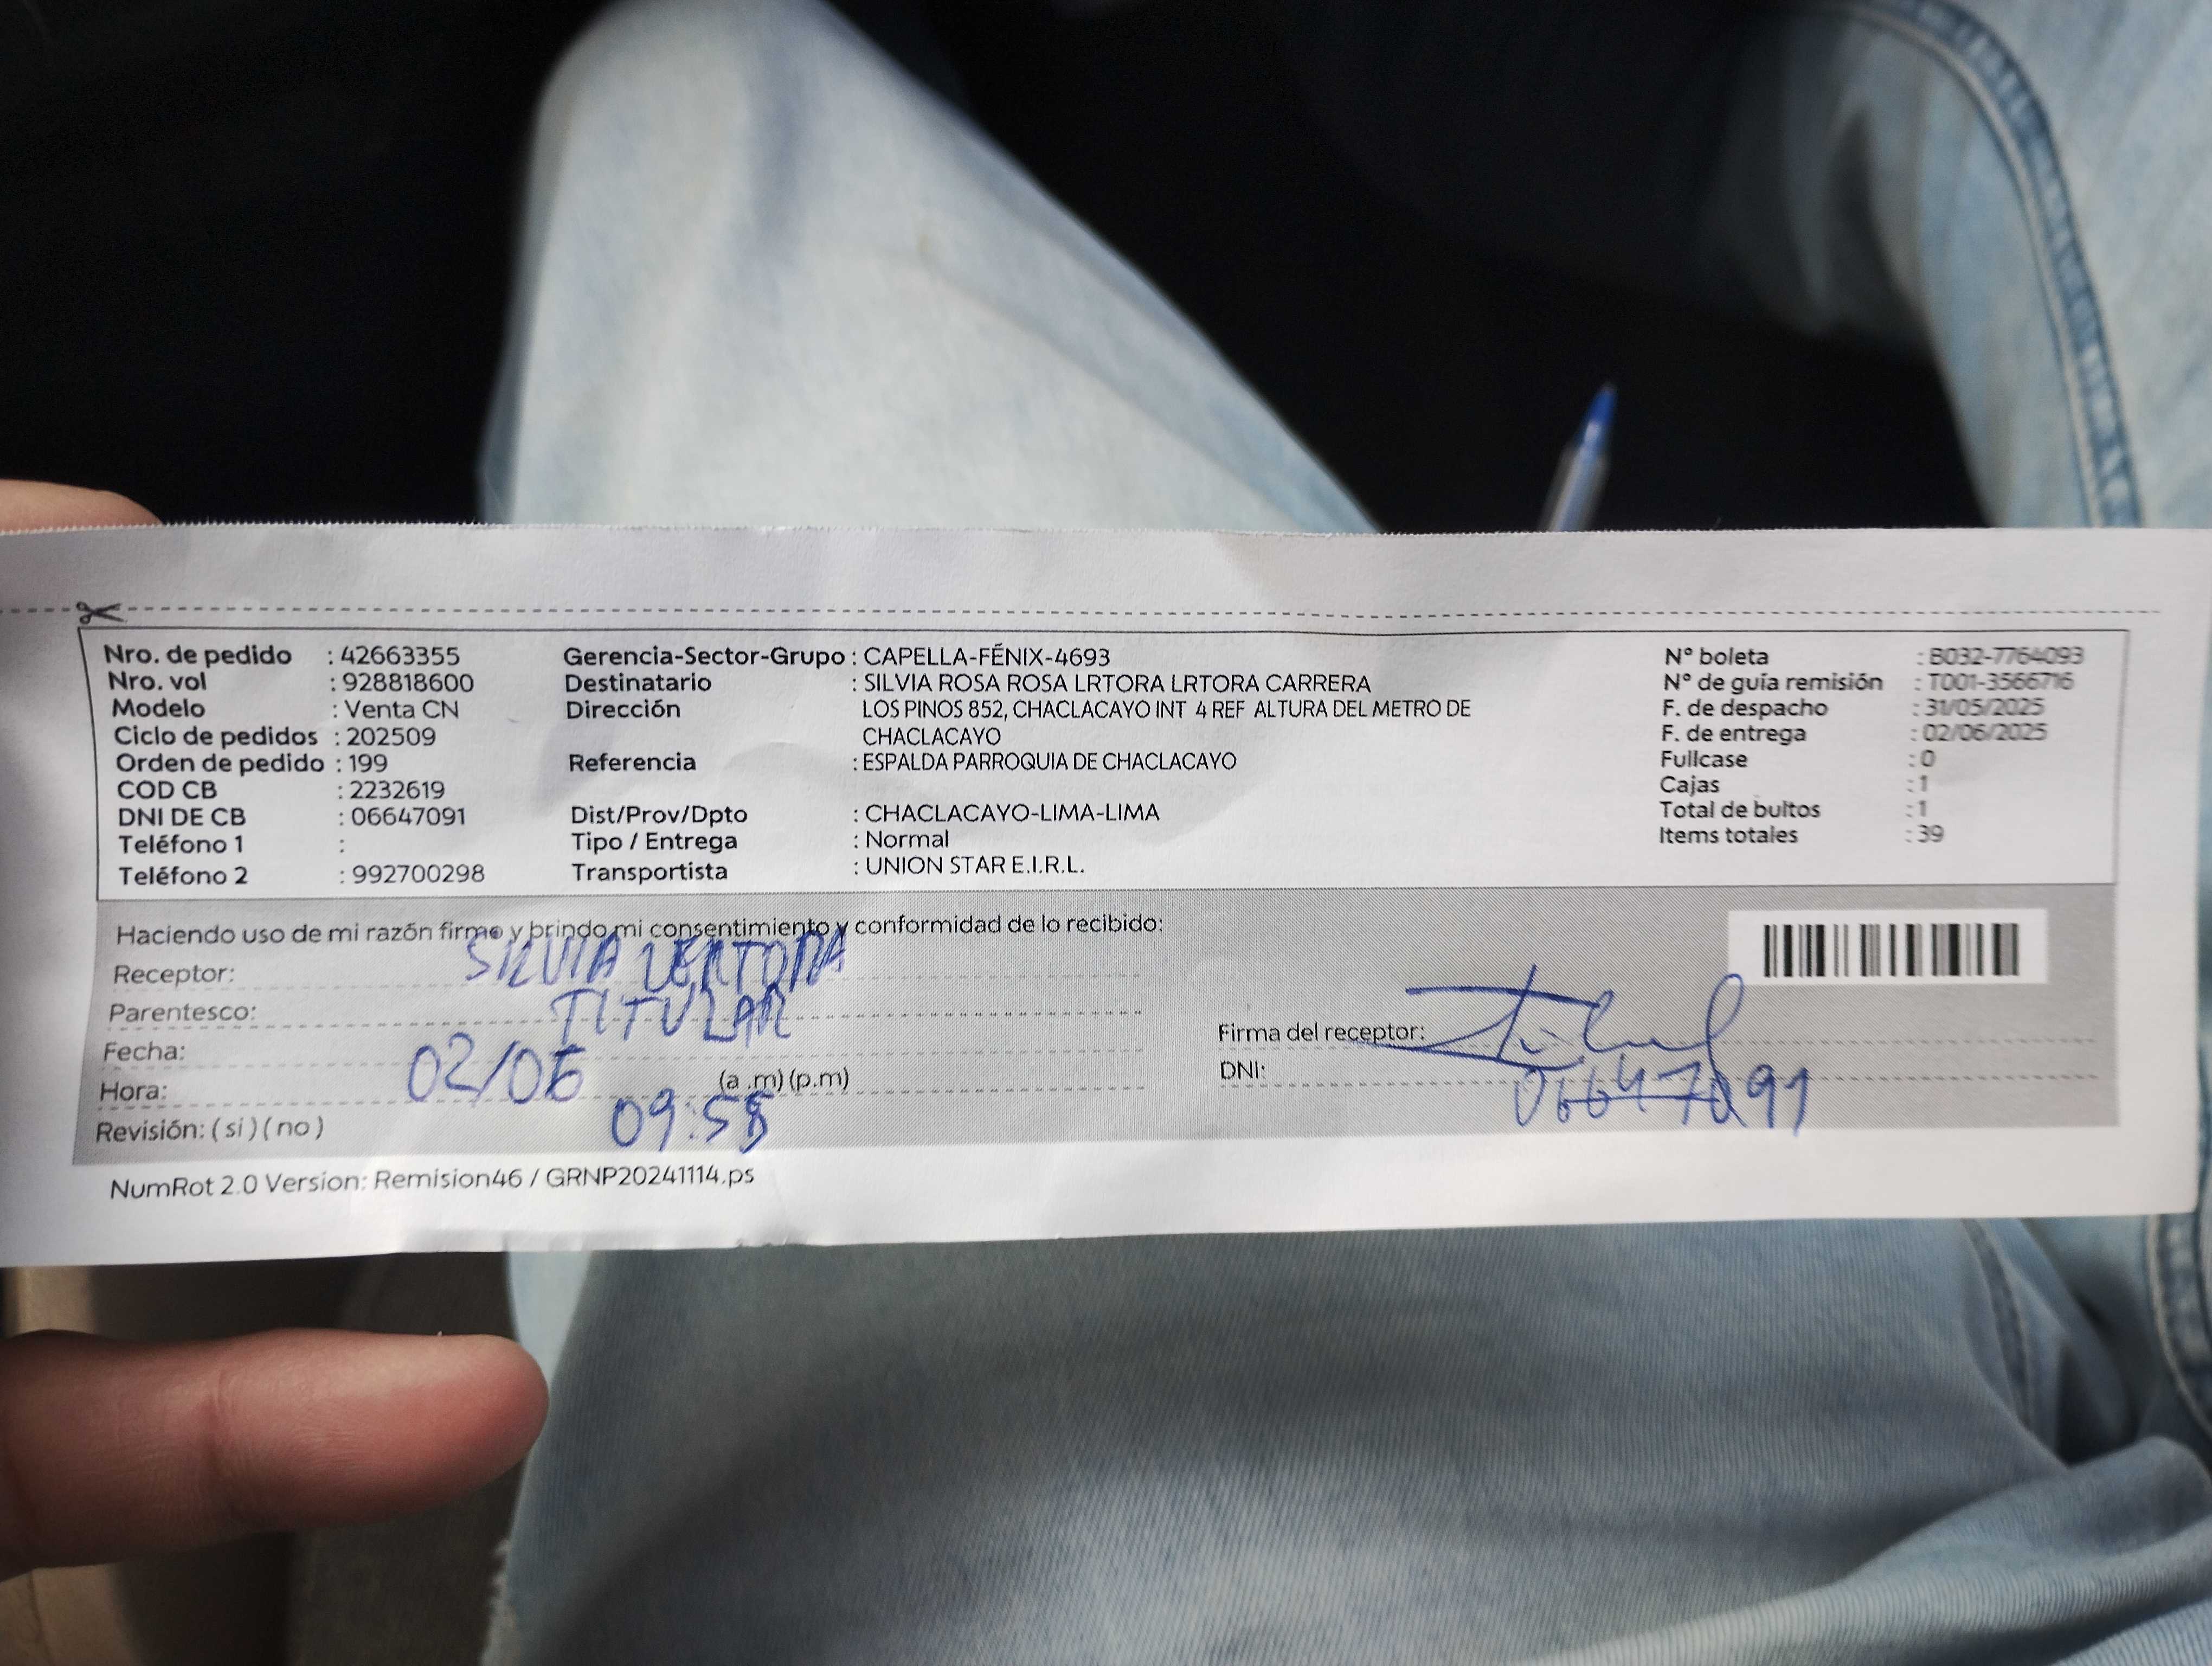 Nro. de pedido : 42663355
Nro. vol : 928818600
Modelo : Venta CN
Ciclo de pedidos : 202509
Orden de pedido : 199
COD CB : 2232619
DNI DE CB : 06647091
Teléfono 1 :
Teléfono 2 : 992700298
Gerencia-Sector-Grupo : CAPELLA-FÉNIX-4693
Destinatario : SILVIA ROSA ROSA LRTORA LRTORA CARRERA
Dirección LOS PINOS 852, CHACLACAYO INT 4 REF ALTURA DEL METRO DE
CHACLACAYO
Referencia : ESPALDA PARROQUIA DE CHACLACAYO
Dist/Prov/Dpto : CHACLACAYO-LIMA-LIMA
Tipo / Entrega : Normal
Transportista : UNION STAR E.I.R.L.
N° boleta : B032-7764093
N° de guía remisión : T001-3566716
F. de despacho : 31/05/2025
F. de entrega : 02/06/2025
Fullcase : 0
Cajas : 1
Total de bultos : 1
Items totales : 39
Haciendo uso de mi razón firmo y brindo mi consentimiento y conformidad de lo recibido:
Receptor: SILVIA VERTORA
Parentesco: TITULAR
Fecha: 02/06
Hora: (a .m) (p.m)
09:55
Revisión: ( si ) ( no )
Firma del receptor:
DNI: 06647091
NumRot 2.0 Version: Remision46 / GRNP20241114.ps